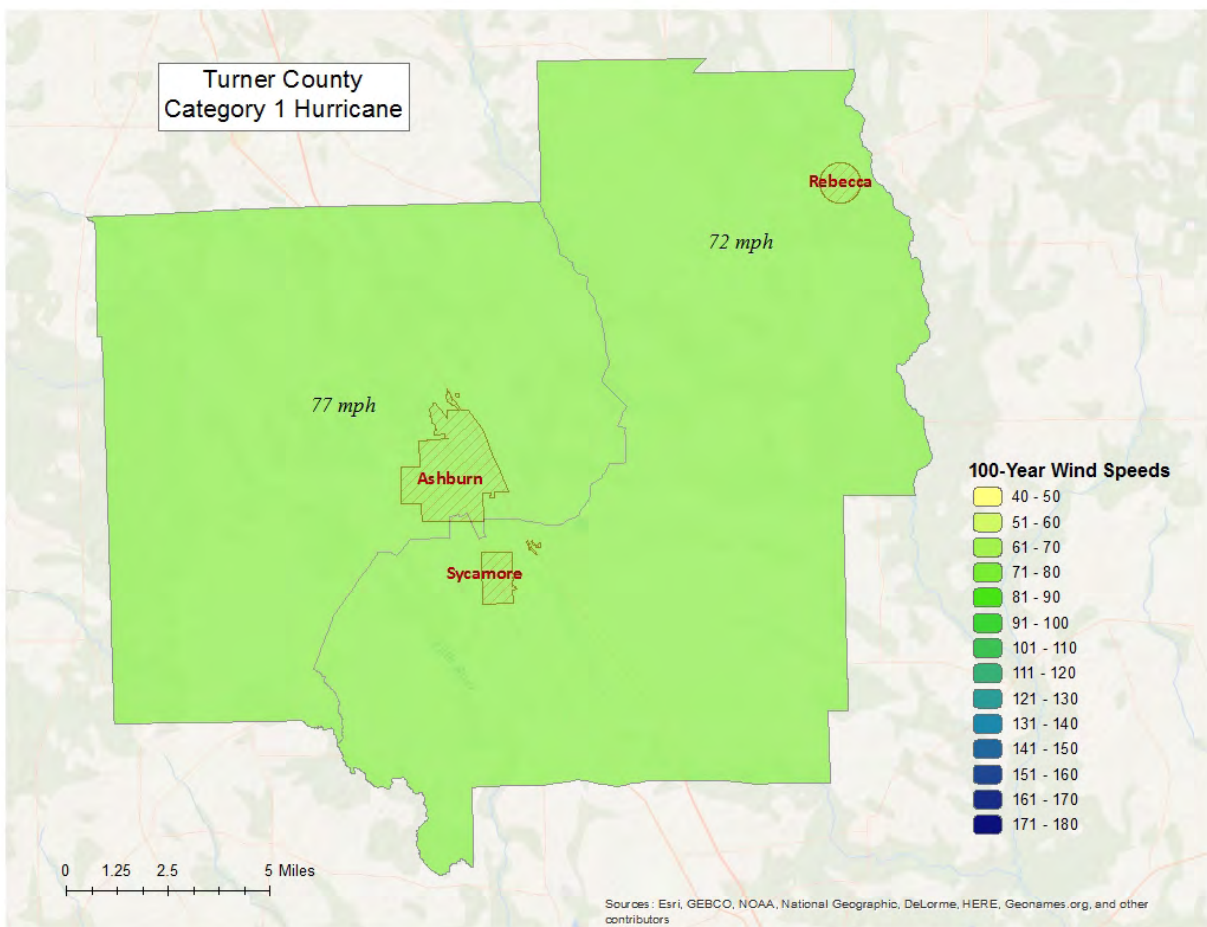 Turner County
Category 1 Hurricane
Rebecca
72 mph
77 mph
Ashburn
Sycamore
100-Year Wind Speeds
40 - 50
51 - 60
61 - 70
71 - 80
81 - 90
91 - 100
101 - 110
111 - 120
121 - 130
131 - 140
141 - 150
151 - 160
161 - 170
171 - 180
0 1.25 2.5 5 Miles
Sources: Esri, GEBCO, NOAA, National Geographic, DeLorme, HERE, Geonames.org, and other
contributors